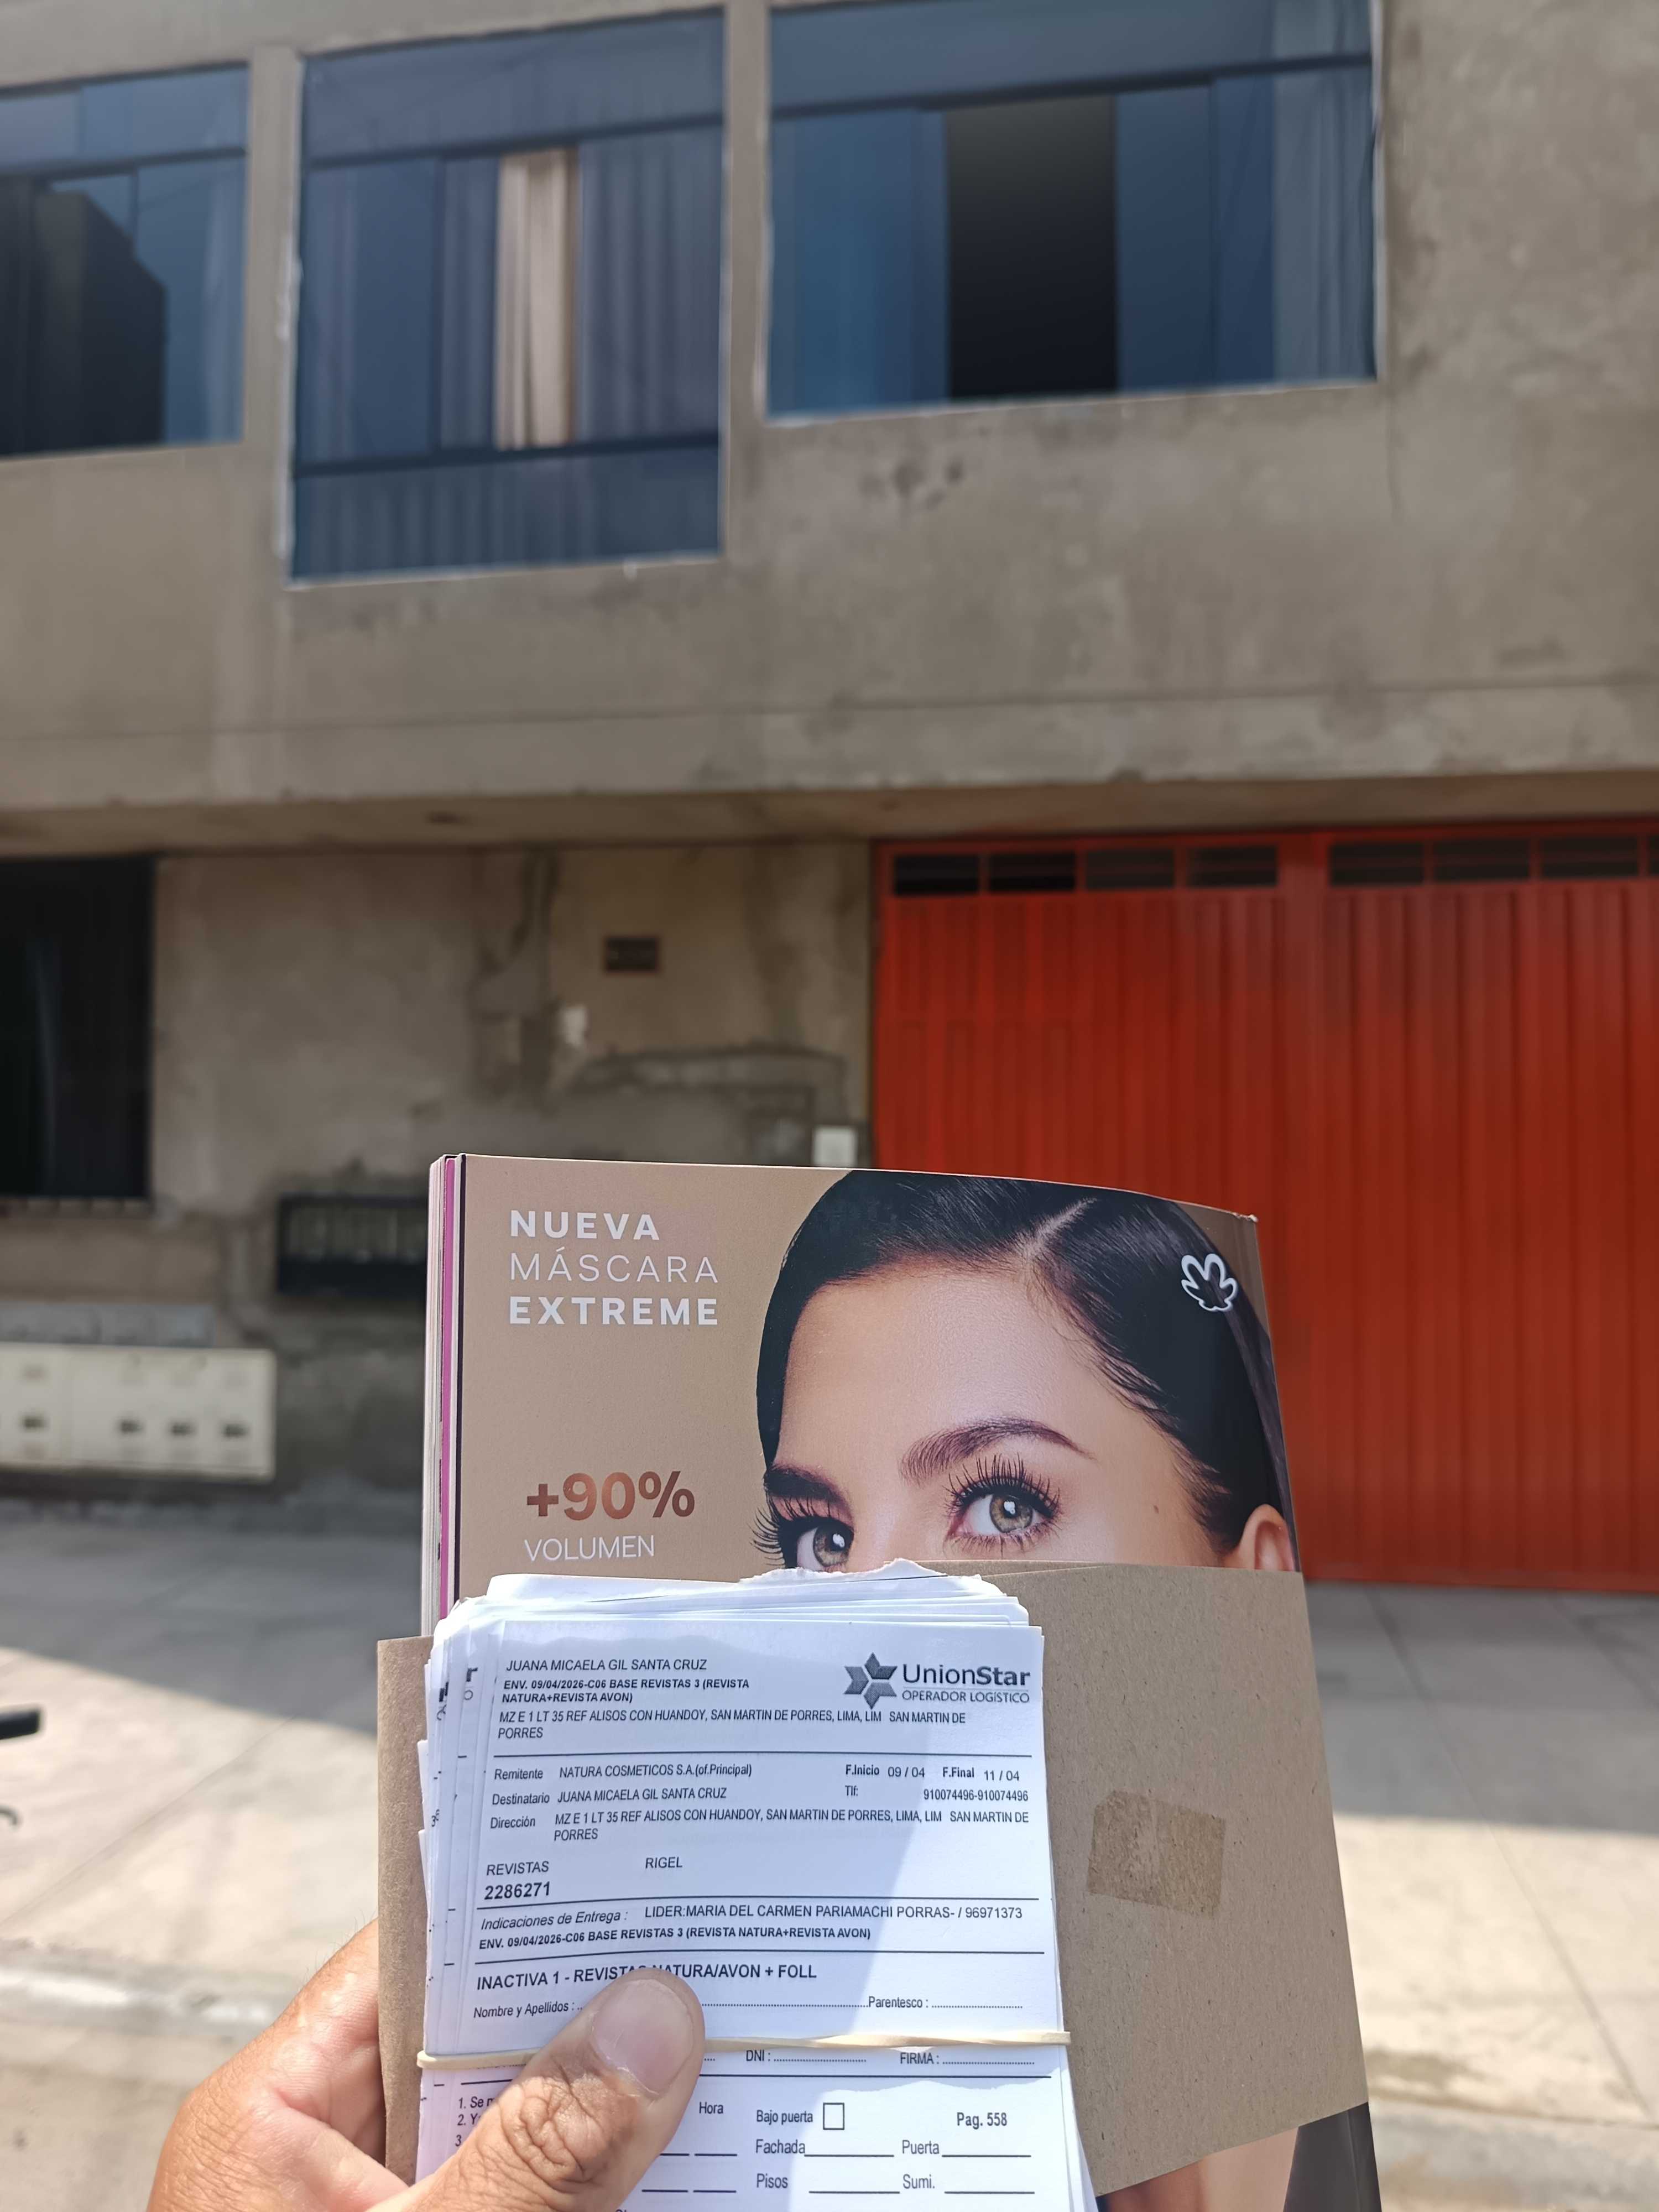 NUEVA
MÁSCARA
EXTREME
+90%
VOLUMEN
JUANA MICAELA GIL SANTA CRUZ
ENV. 09/04/2026-C06 BASE REVISTAS 3 (REVISTA
NATURA+REVISTA AVON)
MZ E 1 LT 35 REF ALISOS CON HUANDOY, SAN MARTIN DE PORRES, LIMA, LIM SAN MARTIN DE
PORRES
UnionStar
OPERADOR LOGÍSTICO
Remitente NATURA COSMETICOS S.A.(of.Principal) F.Inicio 09 / 04 F.Final 11 / 04
Destinatario JUANA MICAELA GIL SANTA CRUZ Tlf: 910074496-910074496
Dirección MZ E 1 LT 35 REF ALISOS CON HUANDOY, SAN MARTIN DE PORRES, LIMA, LIM SAN MARTIN DE
PORRES
REVISTAS RIGEL
2286271
Indicaciones de Entrega : LIDER:MARIA DEL CARMEN PARIAMACHI PORRAS- / 96971373
ENV. 09/04/2026-C06 BASE REVISTAS 3 (REVISTA NATURA+REVISTA AVON)
INACTIVA 1 - REVISTAS NATURA/AVON + FOLL
Nombre y Apellidos : Parentesco :
DNI : FIRMA :
1. Se
2.
3.
Hora Bajo puerta Pag. 558
Fachada Puerta
Pisos Sumi.